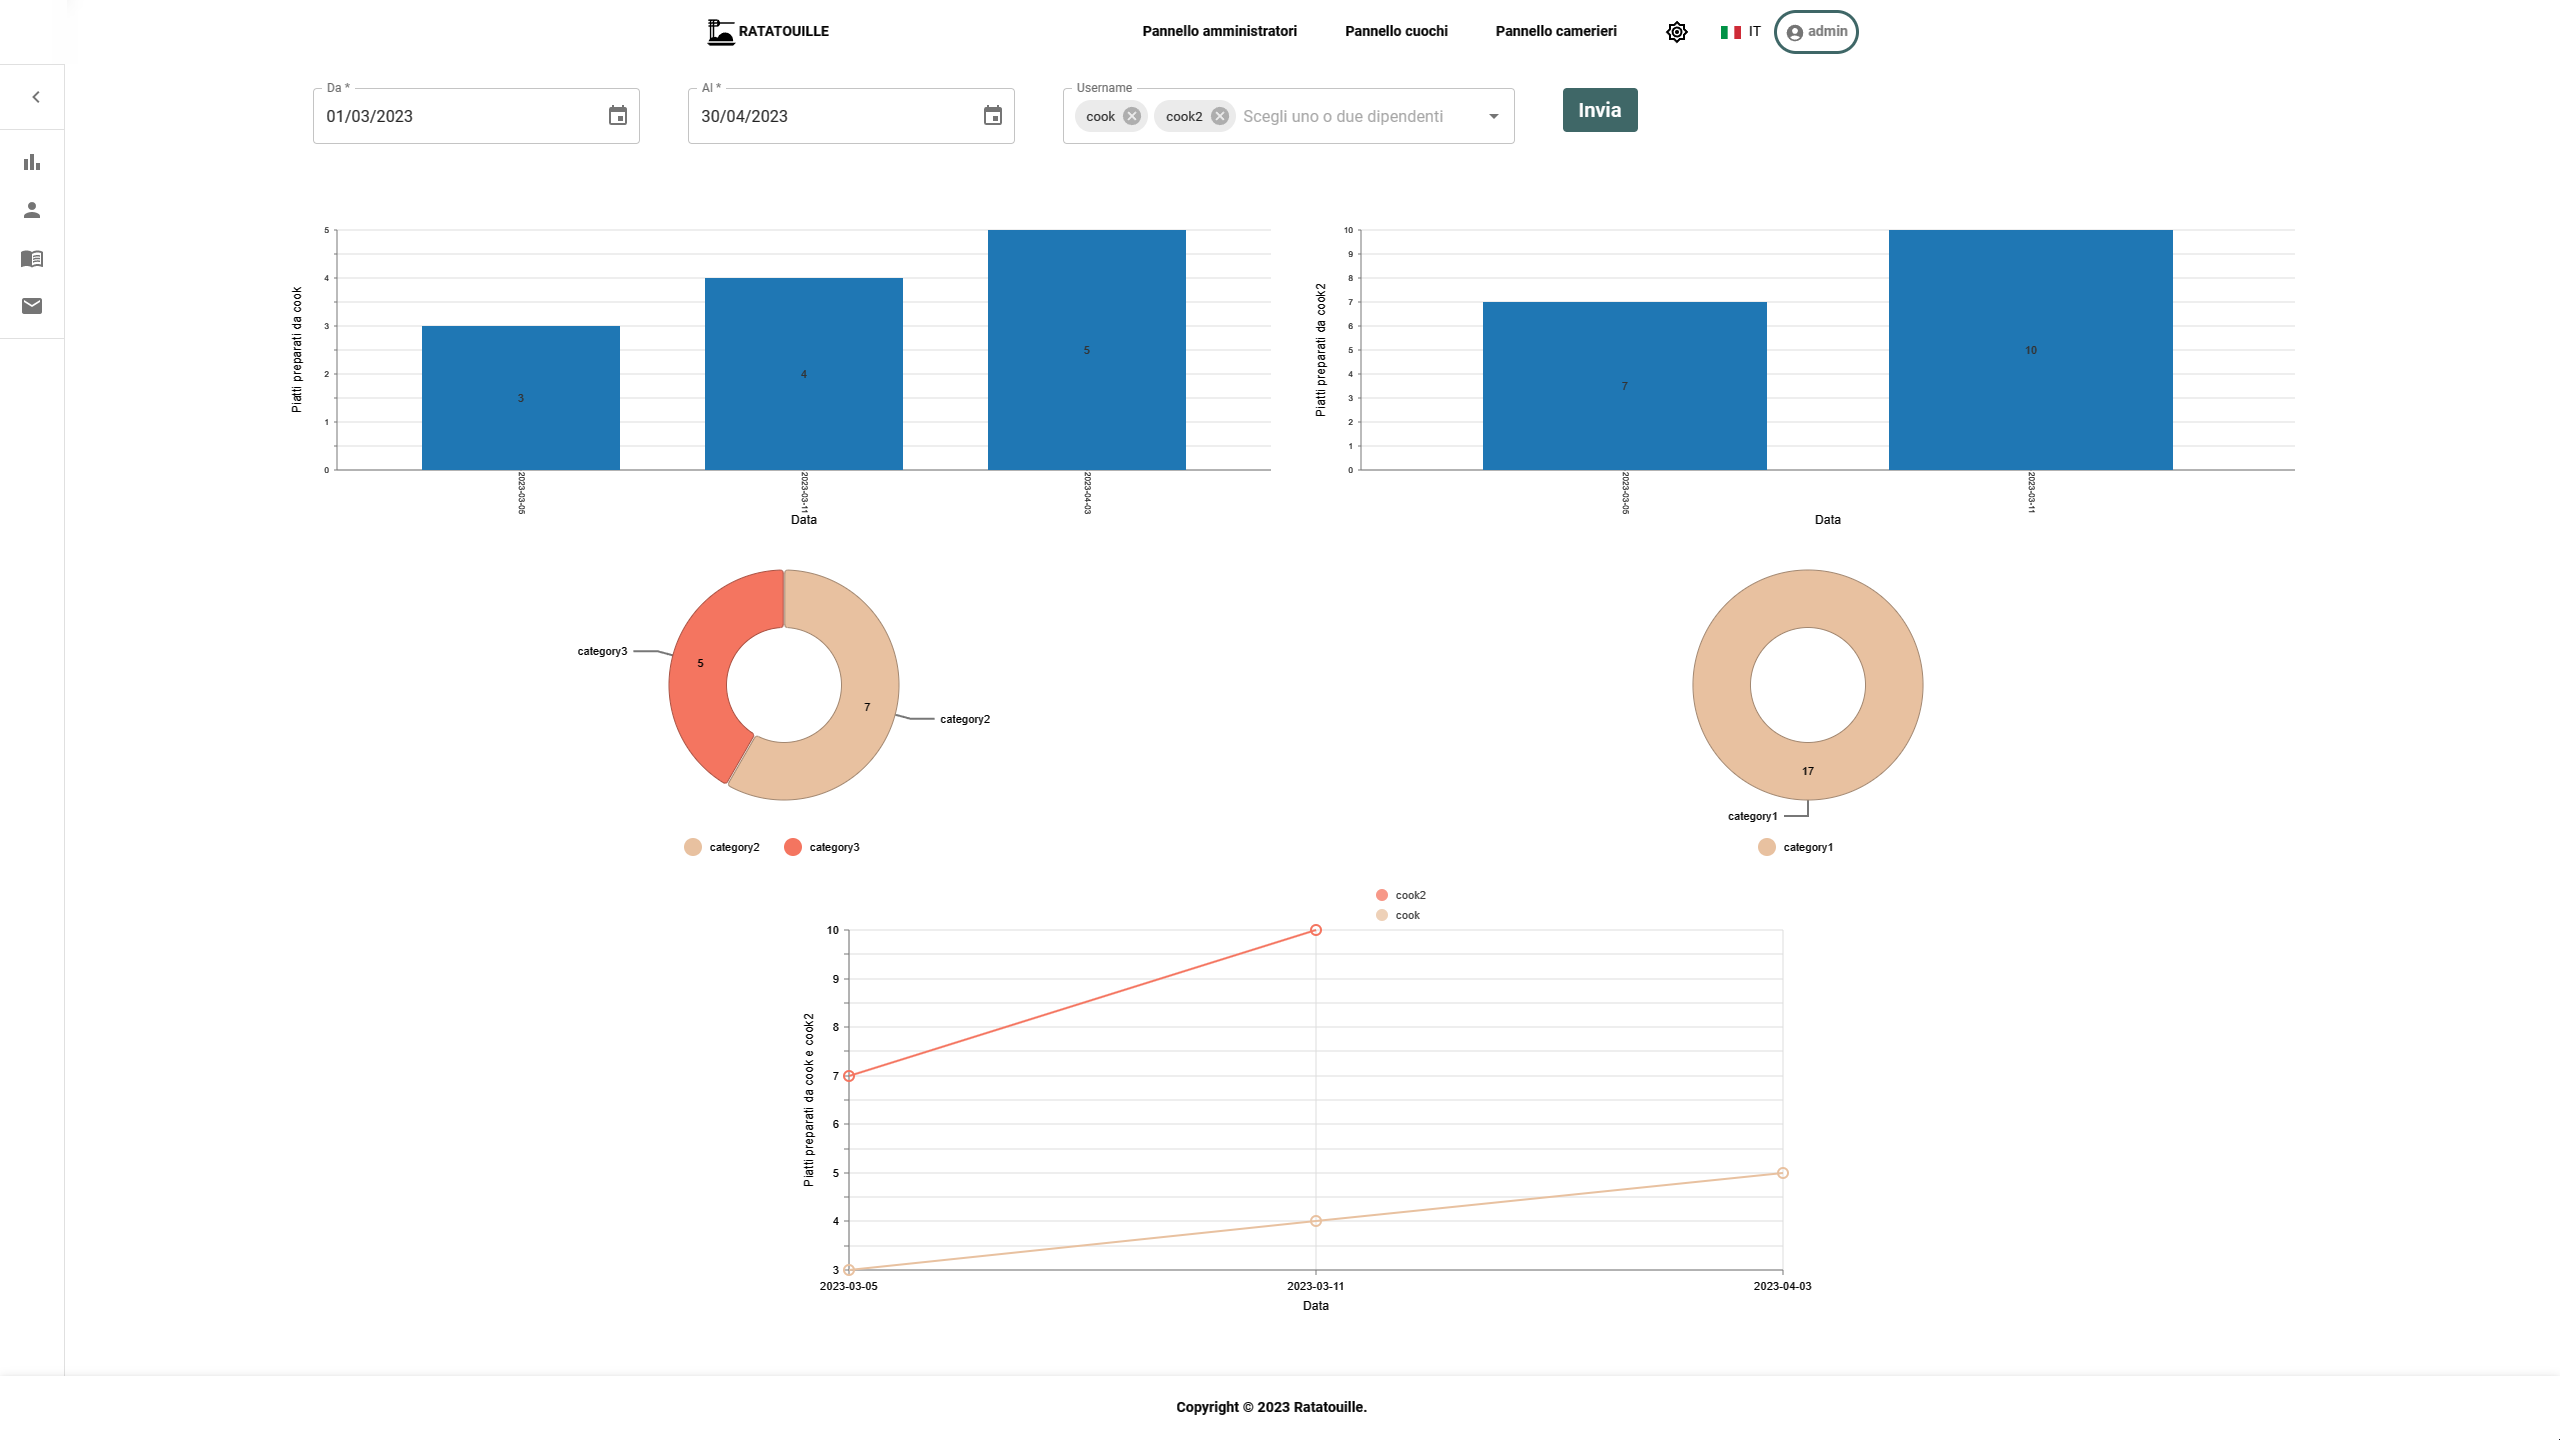 RATATOUILLE
Pannello amministratori
Pannello cuochi
Pannello camerieri
IT
admin
Da *
01/03/2023
Al *
30/04/2023
Username
cook
cook2
Scegli uno o due dipendenti
Invia
Piatti preparati da cook
5
4
3
2
1
0
3
4
5
2023-03-05
2023-03-11
2023-04-03
Data
Piatti preparati da cook2
10
9
8
7
6
5
4
3
2
1
0
7
10
2023-03-05
2023-03-11
Data
category3
5
7
category2
category2
category3
17
category1
category1
cook2
cook
Piatti preparati da cook e cook2
10
9
8
7
6
5
4
3
2023-03-05
2023-03-11
2023-04-03
Data
Copyright © 2023 Ratatouille.